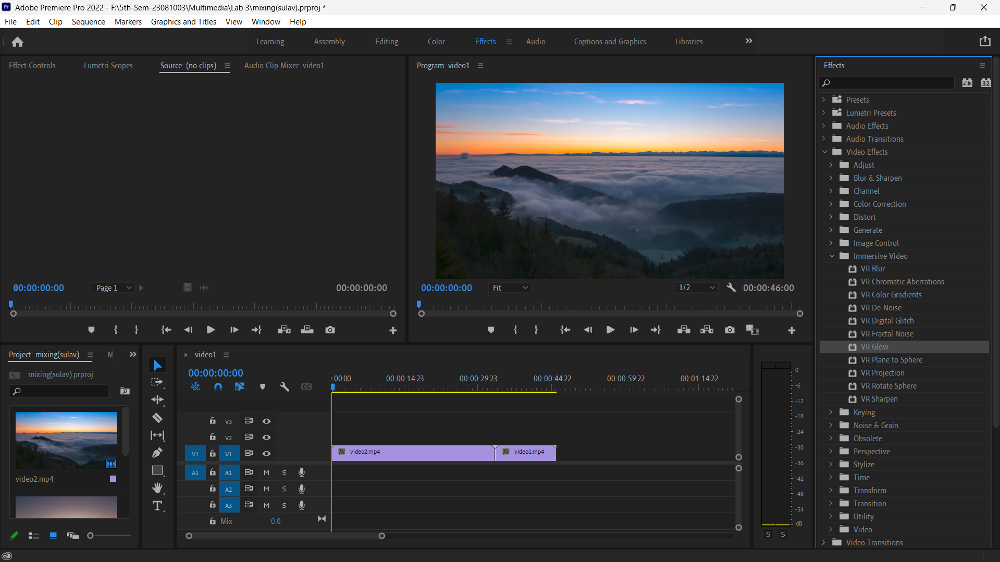 Adobe Premiere Pro 2022 - F:\5th-Sem-23081003\Multimedia\Lab 3\mixing(sulav).prproj *
File Edit Clip Sequence Markers Graphics and Titles View Window Help
Learning Assembly Editing Color Effects Audio Captions and Graphics Libraries
Effect Controls Lumetri Scopes Source: (no clips) Audio Clip Mixer: video1
00:00:00:00 Page 1 00:00:00:00
Program: video1
00:00:00:00 Fit 1/2 00:00:46:00
Effects
32
Presets
Lumetri Presets
Audio Effects
Audio Transitions
Video Effects
Adjust
Blur & Sharpen
Channel
Color Correction
Distort
Generate
Image Control
Immersive Video
VR Blur
VR Chromatic Aberrations
VR Color Gradients
VR De-Noise
VR Digital Glitch
VR Fractal Noise
VR Glow
VR Plane to Sphere
VR Projection
VR Rotate Sphere
VR Sharpen
Keying
Noise & Grain
Obsolete
Perspective
Stylize
Time
Transform
Transition
Utility
Video
Video Transitions
Project: mixing(sulav) M
mixing(sulav).prproj
video2.mp4
× video1
00:00:00:00
:00:00 00:00:14:23 00:00:29:23 00:00:44:22 00:00:59:22 00:01:14:22
V3
V2
V1 V1 fx video2.mp4 fx video1.mp4
A1 A1 M S
A2 M S
A3 M S
Mix 0.0
0
-6
-12
-18
-24
-30
-36
-42
-48
-54
dB
S S